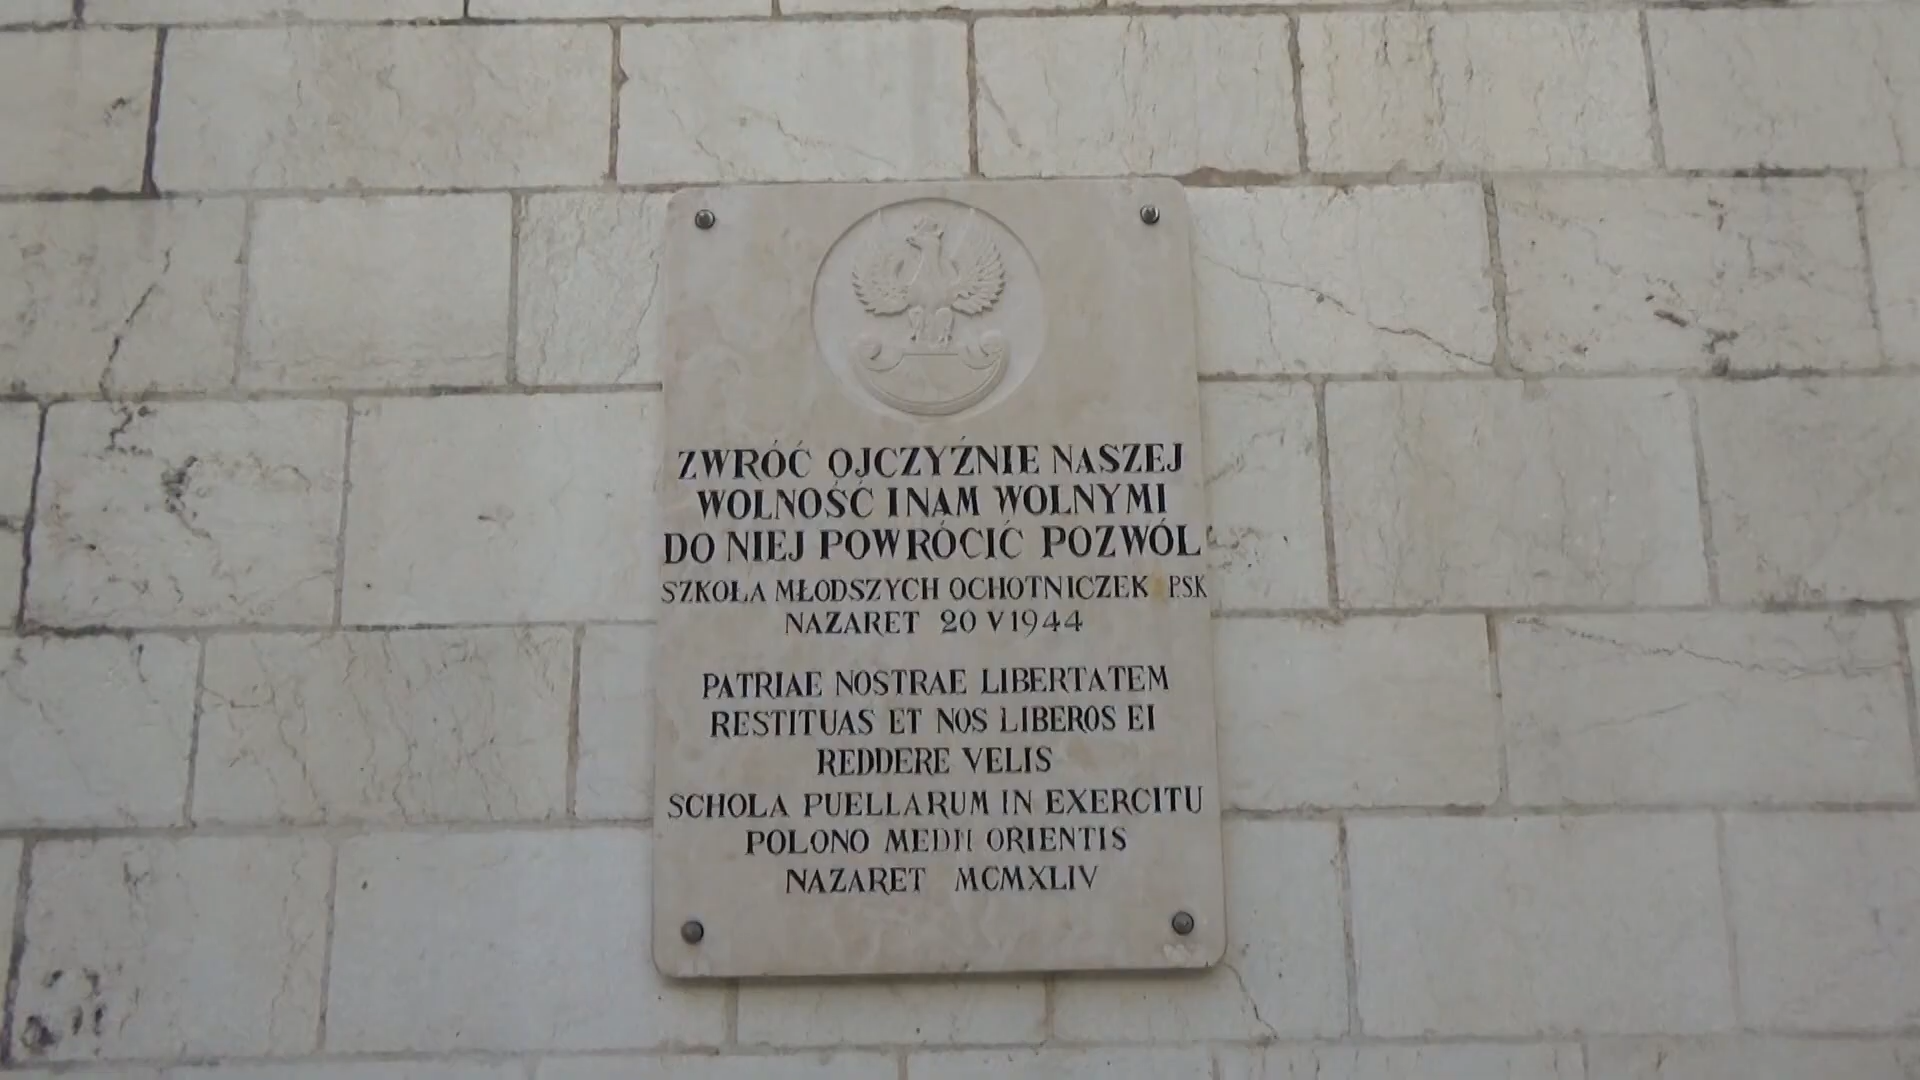 ZWRÓĆ OJCZYŹNIE NASZEJ
WOLNOŚĆ I NAM WOLNYMI
DO NIEJ POWRÓCIĆ POZWÓL
SZKOŁA MŁODSZYCH OCHOTNICZEK P.S.K
NAZARET 20 V 1944
PATRIAE NOSTRAE LIBERTATEM
RESTITUAS ET NOS LIBEROS EI
REDDERE VELIS
SCHOLA PUELLARUM IN EXERCITU
POLONO MEDII ORIENTIS
NAZARET MCMXLIV